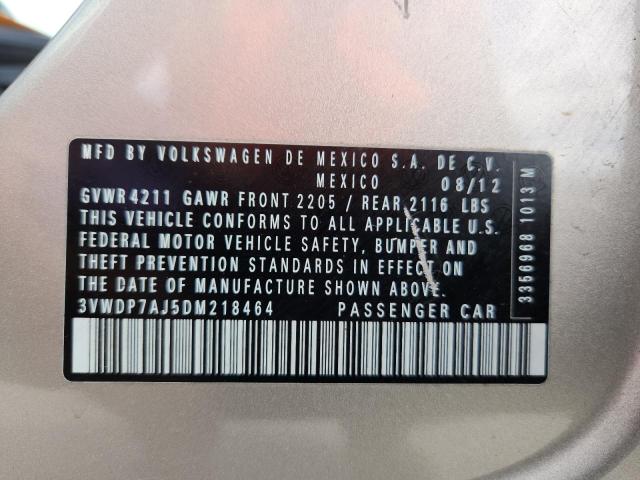 MFD BY VOLKSWAGEN DE MEXICO S.A. DE C.V.
MEXICO 08/12
GVWR 4211 GAWR FRONT 2205 / REAR 2116 LBS
THIS VEHICLE CONFORMS TO ALL APPLICABLE U.S.
FEDERAL MOTOR VEHICLE SAFETY, BUMPER AND
THEFT PREVENTION STANDARDS IN EFFECT ON
THE DATE OF MANUFACTURE SHOWN ABOVE.
3VWDP7AJ5DM218464 PASSENGER CAR
3356968 1013 M